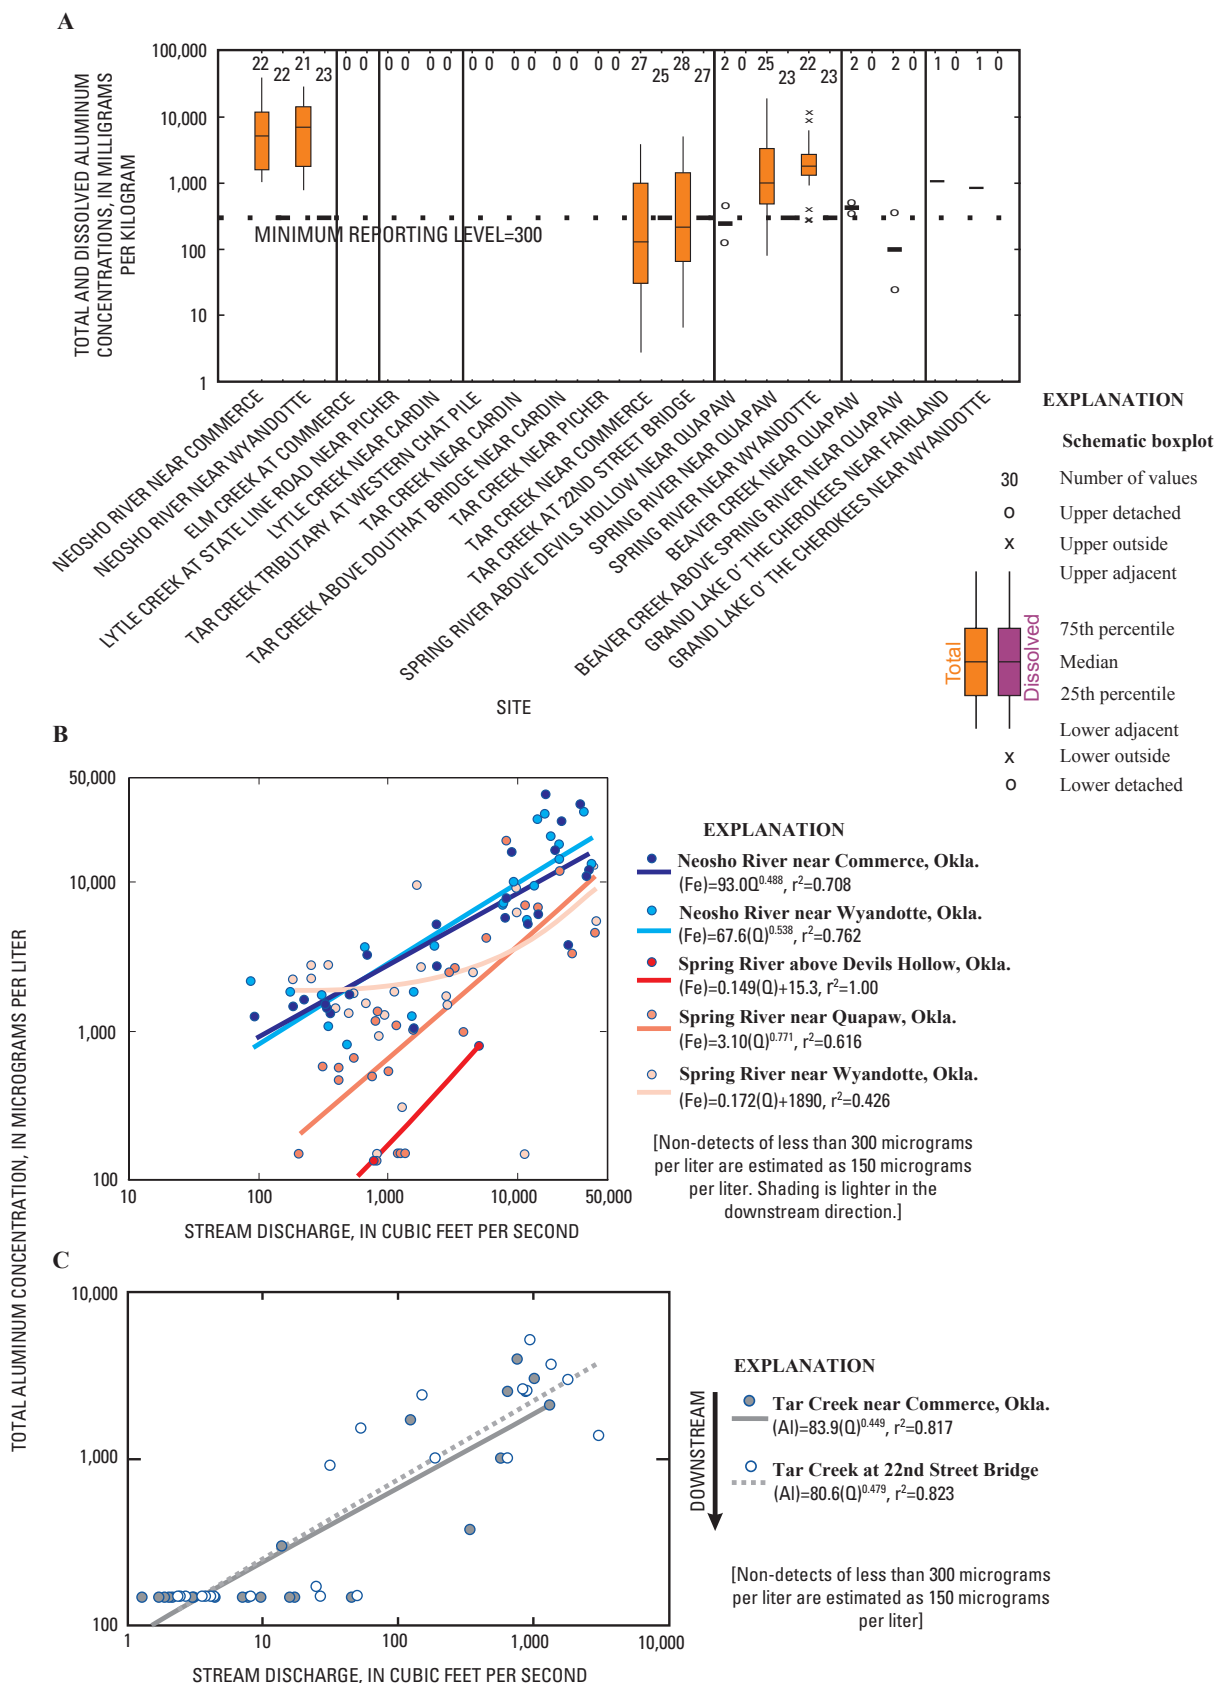 A
TOTAL AND DISSOLVED ALUMINUM
CONCENTRATIONS, IN MILLIGRAMS
PER KILOGRAM
100,000
10,000
1,000
100
10
1
22 22 21 23 0 0 0 0 0 0 0 0 0 0 0 0 0 0 27 25 28 27 2 0 25 23 22 23 2 0 2 0 1 0 1 0
MINIMUM REPORTING LEVEL=300
NEOSHO RIVER NEAR COMMERCE
NEOSHO RIVER NEAR WYANDOTTE
ELM CREEK AT COMMERCE
LYTLE CREEK AT STATE LINE ROAD NEAR PICHER
LYTLE CREEK NEAR CARDIN
TAR CREEK TRIBUTARY AT WESTERN CHAT PILE
TAR CREEK NEAR CARDIN
TAR CREEK ABOVE DOUTHAT BRIDGE NEAR CARDIN
TAR CREEK NEAR PICHER
TAR CREEK NEAR COMMERCE
TAR CREEK AT 22ND STREET BRIDGE
SPRING RIVER ABOVE DEVILS HOLLOW NEAR QUAPAW
SPRING RIVER NEAR QUAPAW
SPRING RIVER NEAR WYANDOTTE
BEAVER CREEK NEAR QUAPAW
BEAVER CREEK ABOVE SPRING RIVER NEAR QUAPAW
GRAND LAKE O' THE CHEROKEES NEAR FAIRLAND
GRAND LAKE O' THE CHEROKEES NEAR WYANDOTTE
SITE
EXPLANATION
Schematic boxplot
30 Number of values
o Upper detached
x Upper outside
Upper adjacent
75th percentile
Median
25th percentile
Lower adjacent
x Lower outside
o Lower detached
Total
Dissolved
B
TOTAL ALUMINUM CONCENTRATION, IN MICROGRAMS PER LITER
50,000
10,000
1,000
100
10 100 1,000 10,000 50,000
STREAM DISCHARGE, IN CUBIC FEET PER SECOND
EXPLANATION
Neosho River near Commerce, Okla.
(Fe)=93.0Q^0.488, r²=0.708
Neosho River near Wyandotte, Okla.
(Fe)=67.6(Q)^0.538, r²=0.762
Spring River above Devils Hollow, Okla.
(Fe)=0.149(Q)+15.3, r²=1.00
Spring River near Quapaw, Okla.
(Fe)=3.10(Q)^0.771, r²=0.616
Spring River near Wyandotte, Okla.
(Fe)=0.172(Q)+1890, r²=0.426
[Non-detects of less than 300 micrograms
per liter are estimated as 150 micrograms
per liter. Shading is lighter in the
downstream direction.]
C
10,000
1,000
100
1 10 100 1,000 10,000
STREAM DISCHARGE, IN CUBIC FEET PER SECOND
EXPLANATION
DOWNSTREAM
Tar Creek near Commerce, Okla.
(Al)=83.9(Q)^0.449, r²=0.817
Tar Creek at 22nd Street Bridge
(Al)=80.6(Q)^0.479, r²=0.823
[Non-detects of less than 300 micrograms
per liter are estimated as 150 micrograms
per liter]